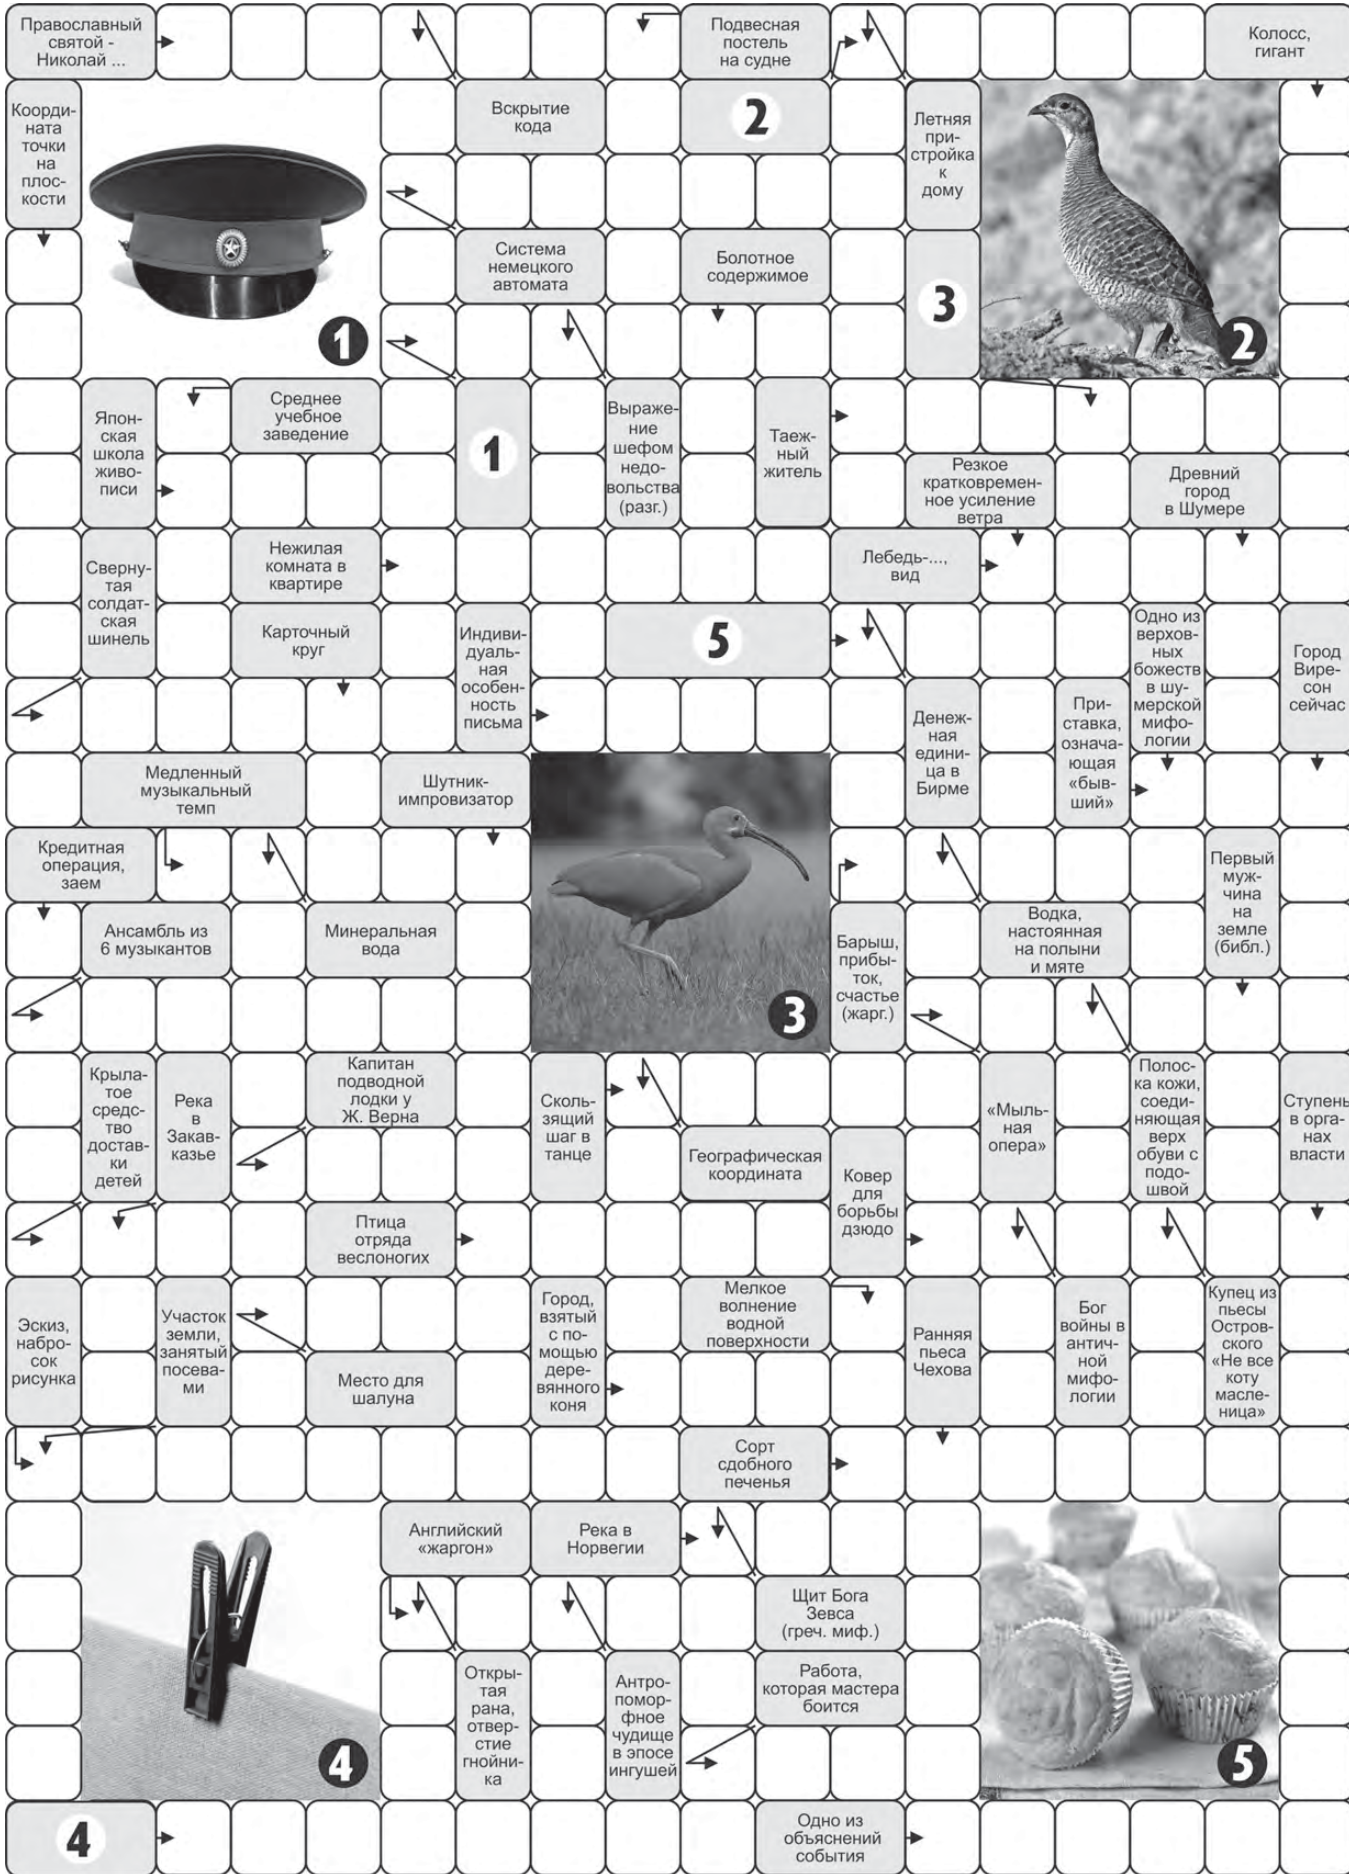 Православный
святой -
Николай ...
Подвесная
постель
на судне
Колосс,
гигант
Коорди-
ната
точки
на
плос-
кости
Вскрытие
кода
2
Летняя
при-
стройка
к
дому
Система
немецкого
автомата
Болотное
содержимое
3
1
2
Япон-
ская
школа
живо-
писи
Среднее
учебное
заведение
1
Выраже-
ние
шефом
недо-
вольства
(разг.)
Таеж-
ный
житель
Резкое
кратковремен-
ное усиление
ветра
Древний
город
в Шумере
Сверну-
тая
солдат-
ская
шинель
Нежилая
комната в
квартире
Лебедь-...,
вид
Карточный
круг
Индиви-
дуаль-
ная
особен-
ность
письма
5
Одно из
верхов-
ных
божеств
в шу-
мерской
мифо-
логии
Город
Вире-
сон
сейчас
Денеж-
ная
едини-
ца в
Бирме
При-
ставка,
означа-
ющая
«быв-
ший»
Медленный
музыкальный
темп
Шутник-
импровизатор
Кредитная
операция,
заем
Первый
муж-
чина
на
земле
(библ.)
Ансамбль из
6 музыкантов
Минеральная
вода
Барыш,
прибы-
ток,
счастье
(жарг.)
Водка,
настоянная
на полыни
и мяте
3
Крыла-
тое
средс-
тво
достав-
ки
детей
Река
в
Закав-
казье
Капитан
подводной
лодки у
Ж. Верна
Сколь-
зящий
шаг в
танце
«Мыль-
ная
опера»
Полос-
ка кожи,
соеди-
няющая
верх
обуви с
подо-
швой
Ступень
в орга-
нах
власти
Географическая
координата
Ковер
для
борьбы
дзюдо
Птица
отряда
веслоногих
Эскиз,
набро-
сок
рисунка
Участок
земли,
занятый
посева-
ми
Город,
взятый
с по-
мощью
дере-
вянного
коня
Мелкое
волнение
водной
поверхности
Ранняя
пьеса
Чехова
Бог
войны в
антич-
ной
мифо-
логии
Купец из
пьесы
Остров-
ского
«Не все
коту
масле-
ница»
Место для
шалуна
Сорт
сдобного
печенья
Английский
«жаргон»
Река в
Норвегии
Щит Бога
Зевса
(греч. миф.)
Откры-
тая
рана,
отвер-
стие
гнойни-
ка
Антро-
помор-
фное
чудище
в эпосе
ингушей
Работа,
которая мастера
боится
4
5
4
Одно из
объяснений
события